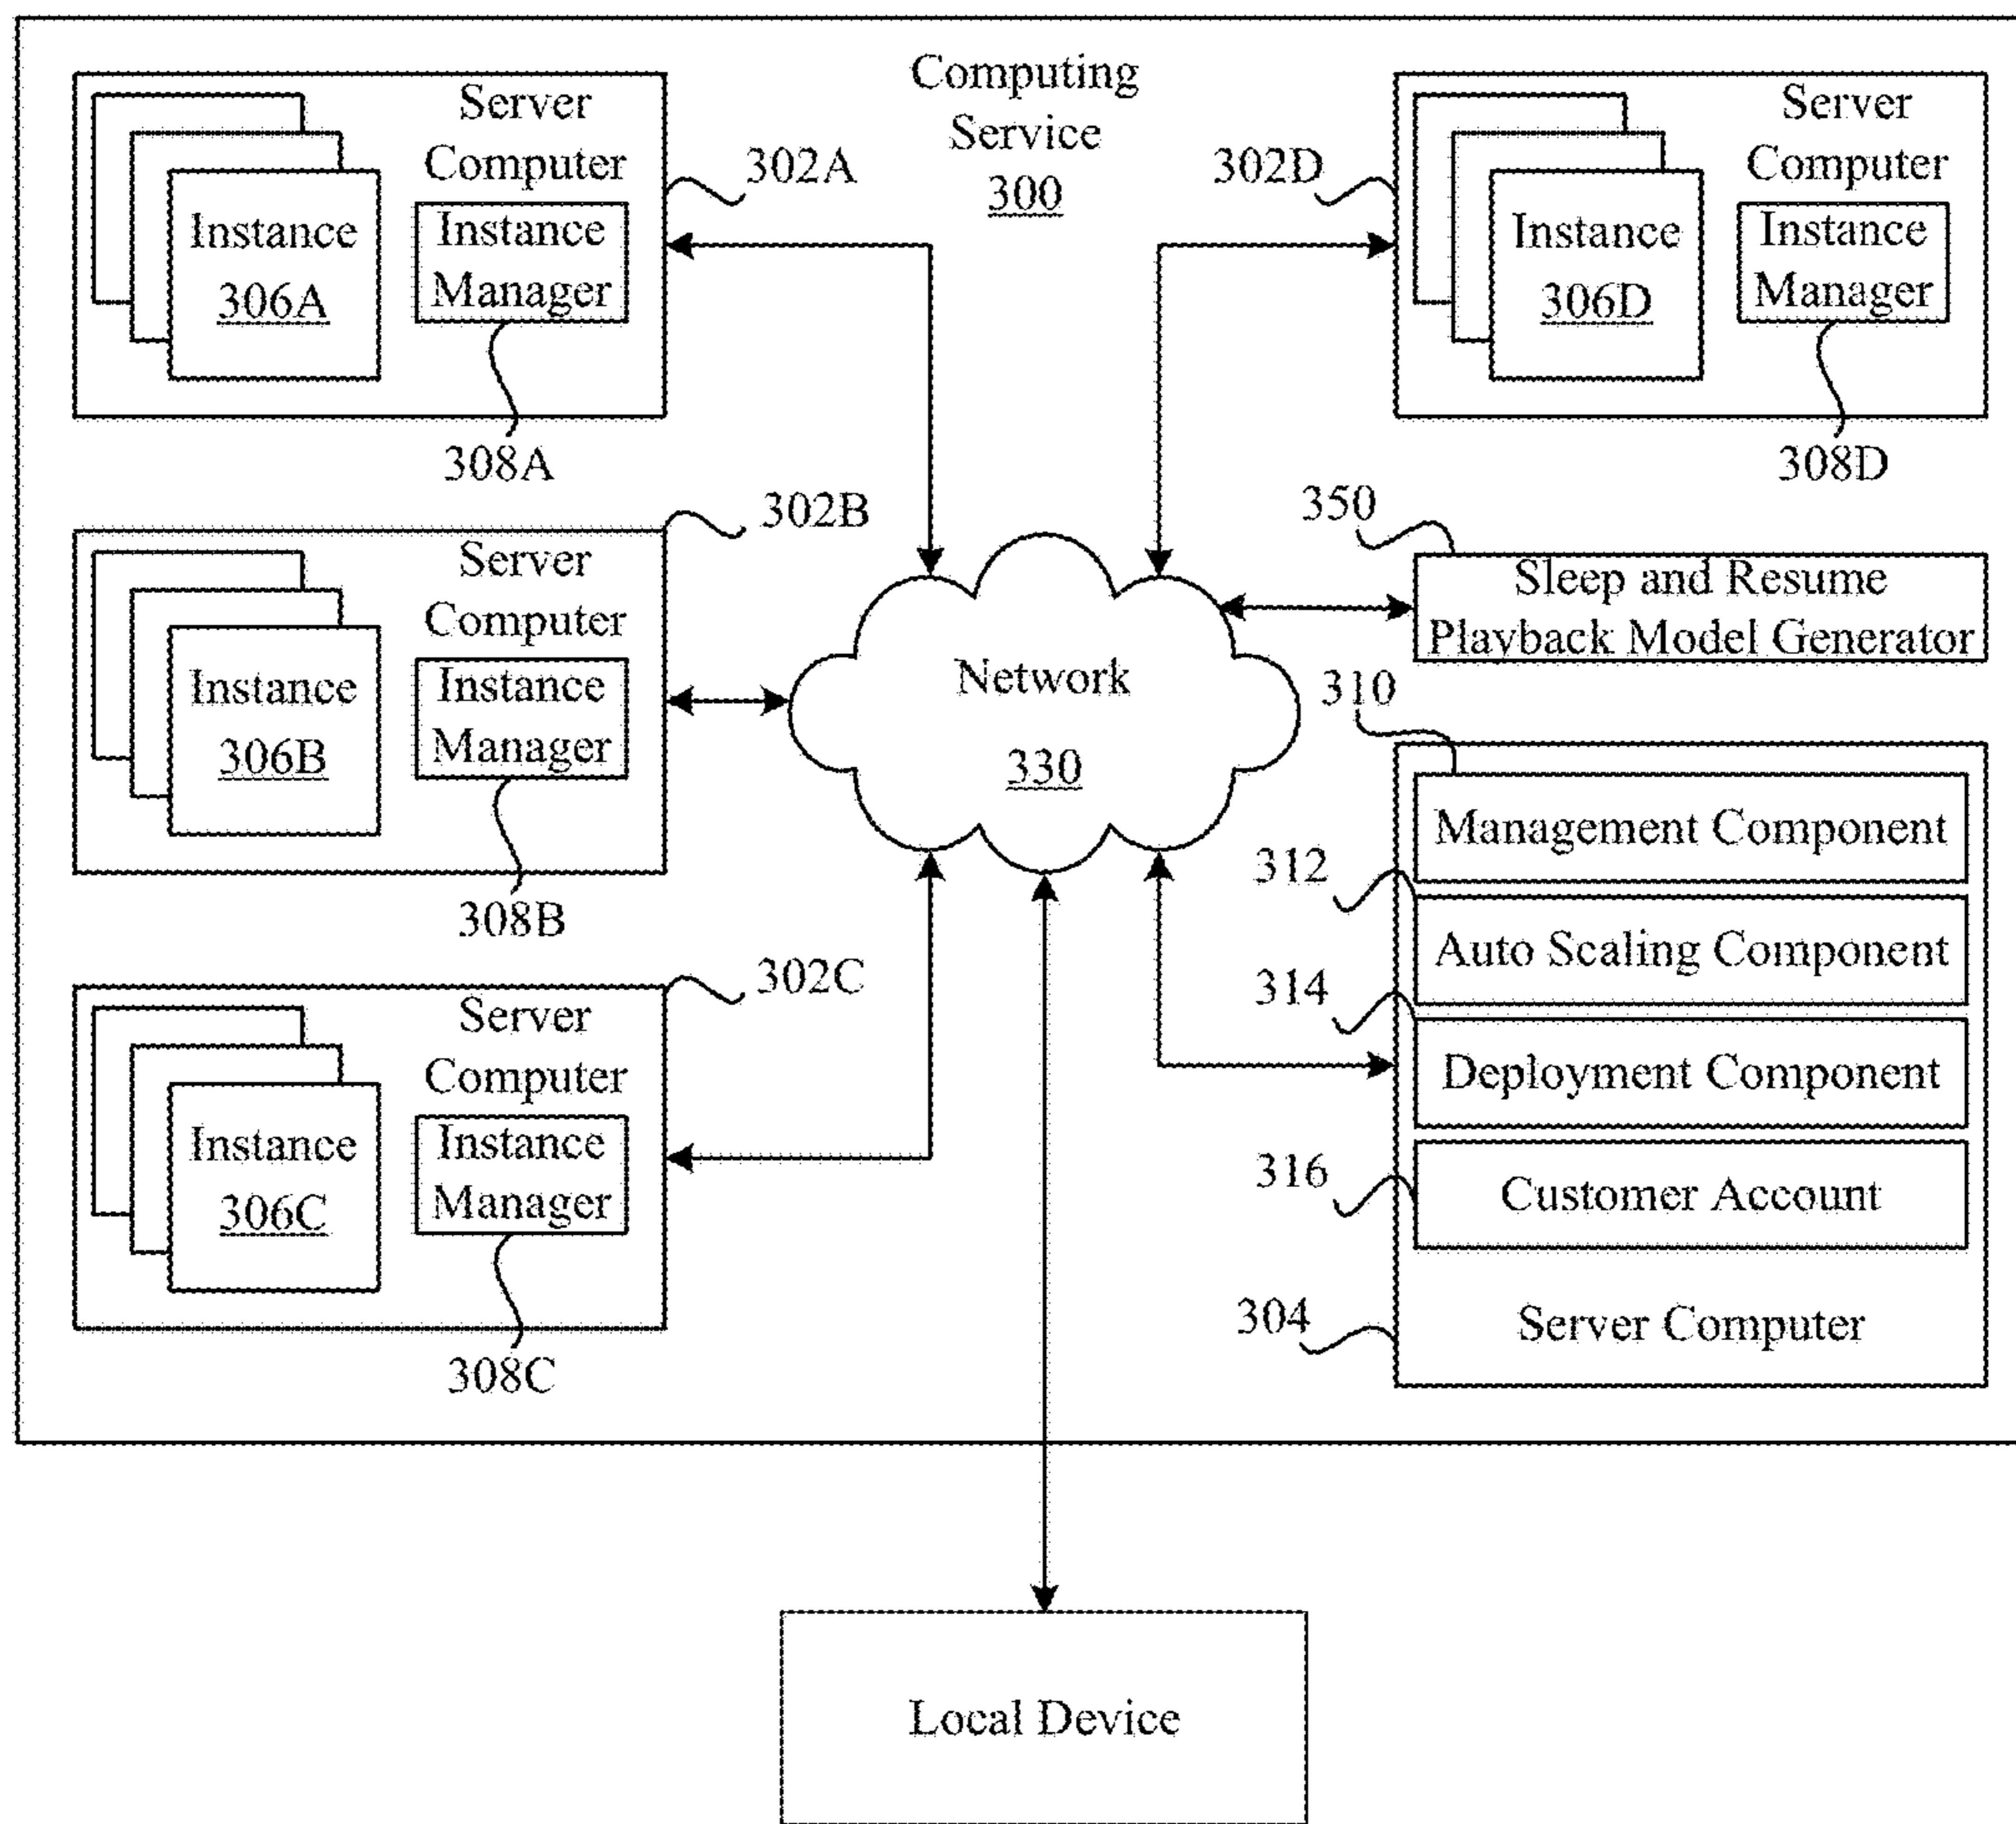 Computing
Service
300
Server
Computer
302A
Instance
306A
Instance
Manager
308A
Server
Computer
302D
Instance
306D
Instance
Manager
308D
302B
Server
Computer
Instance
306B
Instance
Manager
308B
350
Sleep and Resume
Playback Model Generator
Network
330
310
Management Component
312
Auto Scaling Component
314
Deployment Component
316
Customer Account
304
Server Computer
302C
Server
Computer
Instance
306C
Instance
Manager
308C
Local Device